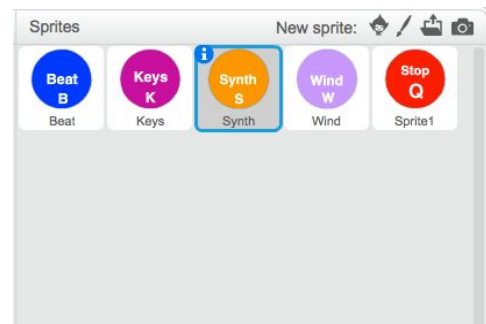 Sprites New sprite:
i
Beat
B
Beat
Keys
K
Keys
Synth
S
Synth
Wind
W
Wind
Stop
Q
Sprite1